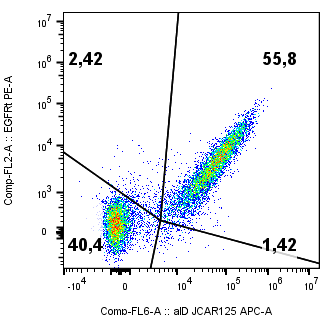 10^7
2,42 55,8
10^6
10^5
10^4
10^3
0
40,4 1,42
-10^4 0 10^4 10^5 10^6 10^7
Comp-FL2-A :: EGFRt PE-A
Comp-FL6-A :: aID JCAR125 APC-A